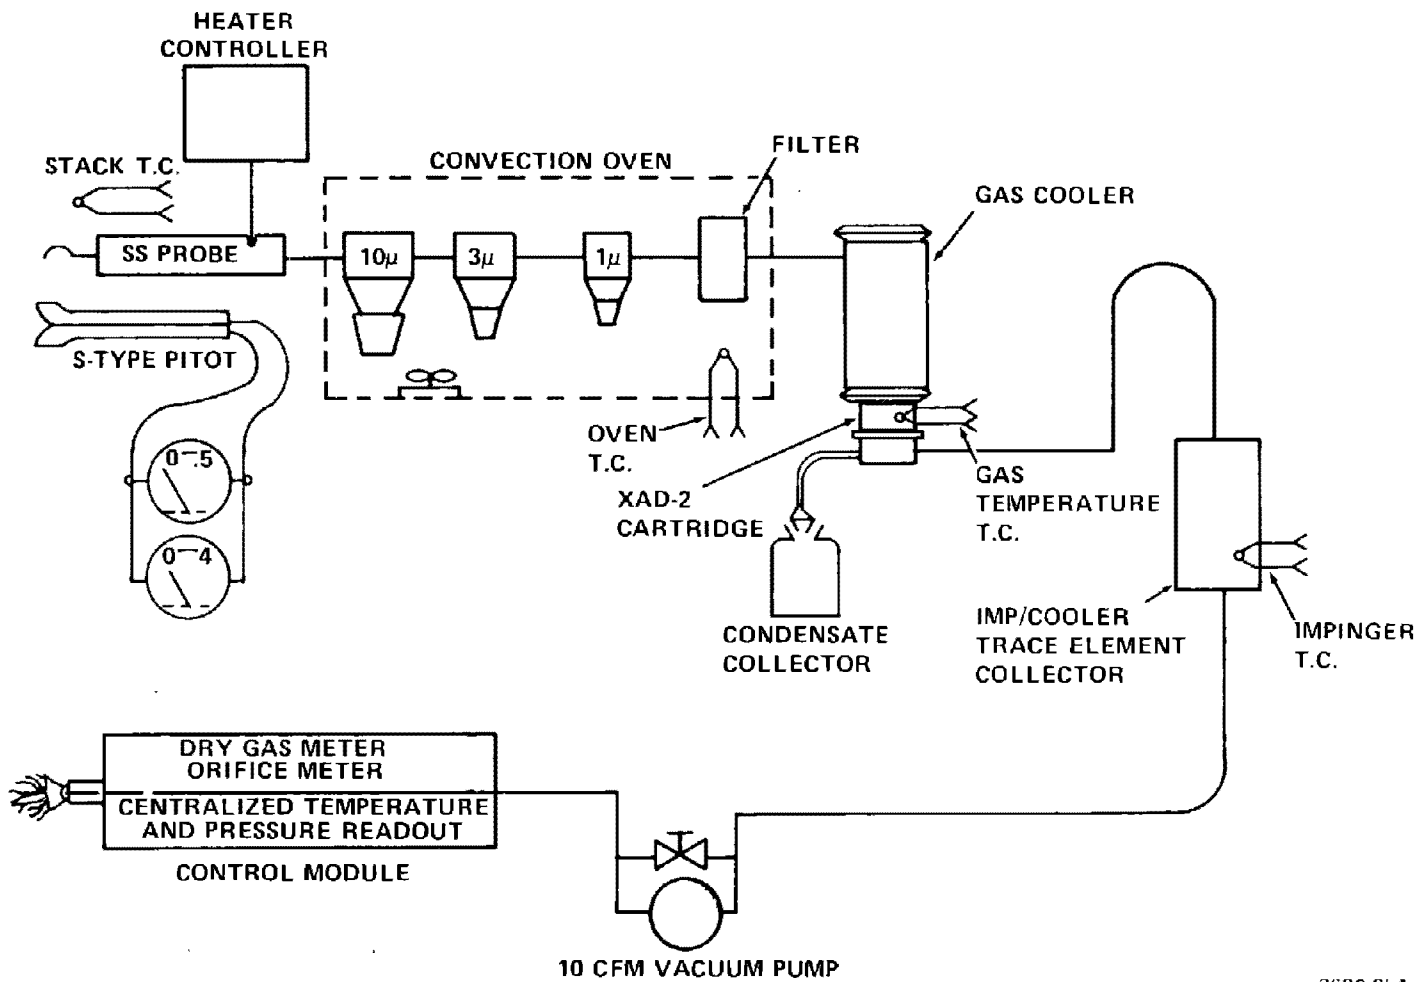 HEATER
CONTROLLER
STACK T.C.
CONVECTION OVEN
FILTER
GAS COOLER
SS PROBE
10μ
3μ
1μ
S-TYPE PITOT
OVEN
T.C.
0-.5
0-4
XAD-2
CARTRIDGE
GAS
TEMPERATURE
T.C.
CONDENSATE
COLLECTOR
IMP/COOLER
TRACE ELEMENT
COLLECTOR
IMPINGER
T.C.
DRY GAS METER
ORIFICE METER
CENTRALIZED TEMPERATURE
AND PRESSURE READOUT
CONTROL MODULE
10 CFM VACUUM PUMP